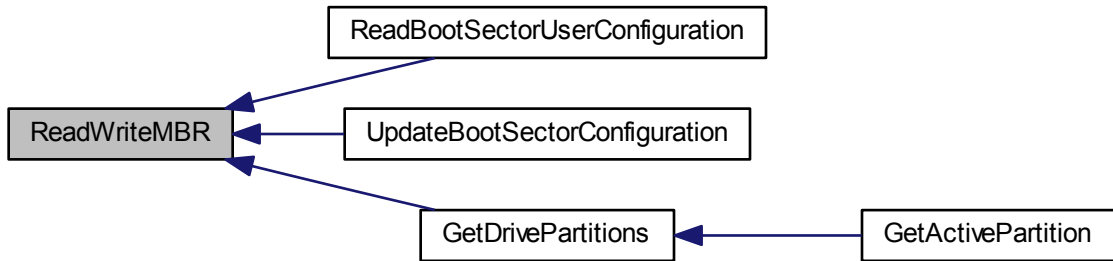 ReadBootSectorUserConfiguration
ReadWriteMBR
UpdateBootSectorConfiguration
GetDrivePartitions
GetActivePartition